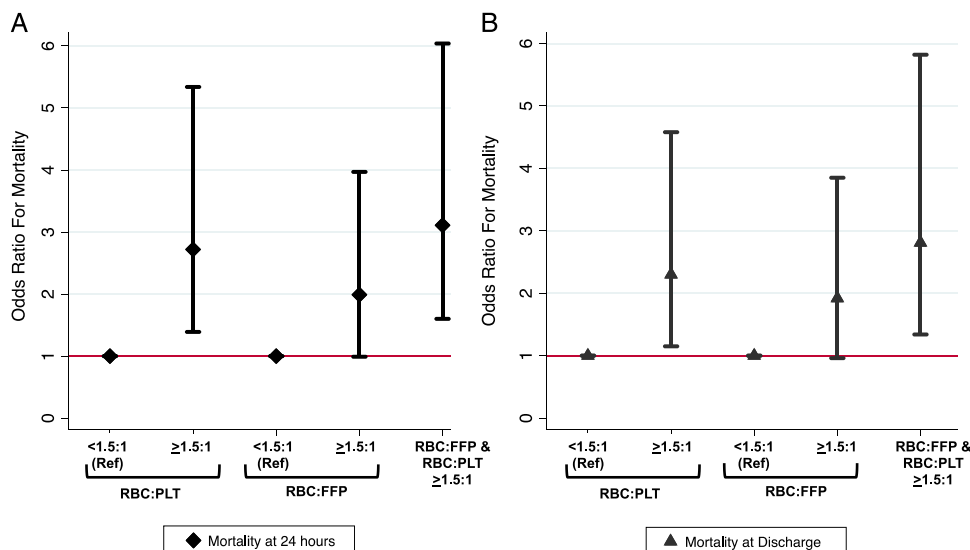 A
Odds Ratio For Mortality
6
5
4
3
2
1
0
<1.5:1
(Ref)
≥1.5:1
<1.5:1
(Ref)
≥1.5:1
RBC:FFP &
RBC:PLT
≥1.5:1
RBC:PLT
RBC:FFP
Mortality at 24 hours
B
Odds Ratio For Mortality
6
5
4
3
2
1
0
<1.5:1
(Ref)
≥1.5:1
<1.5:1
(Ref)
≥1.5:1
RBC:FFP &
RBC:PLT
≥1.5:1
RBC:PLT
RBC:FFP
Mortality at Discharge